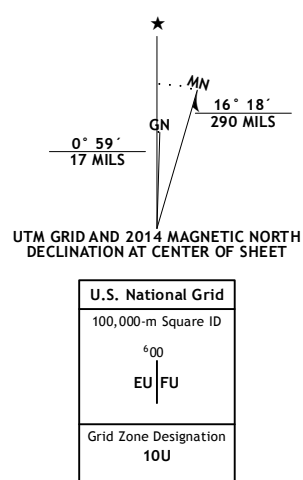 ★
MN
GN
16° 18´
290 MILS
0° 59´
17 MILS
UTM GRID AND 2014 MAGNETIC NORTH
DECLINATION AT CENTER OF SHEET
U.S. National Grid
100,000-m Square ID
⁶00
EU FU
Grid Zone Designation
10U